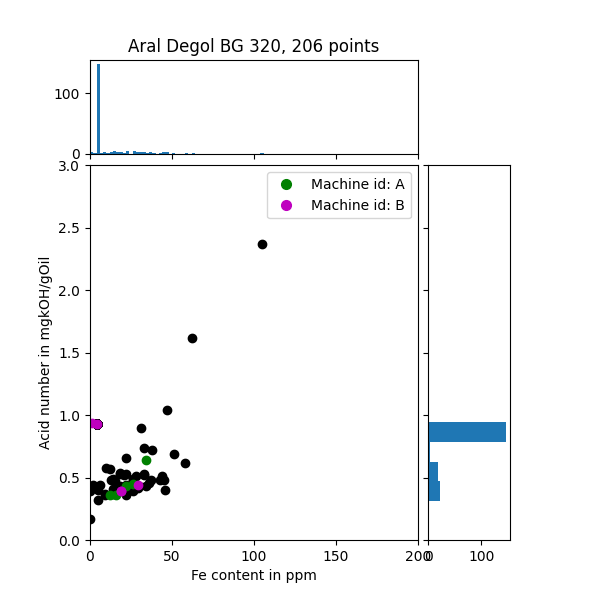 Aral Degol BG 320, 206 points
100
0
3.0
2.5
2.0
1.5
1.0
0.5
0.0
Acid number in mgkOH/gOil
Machine id: A
Machine id: B
0 50 100 150 200
0 100
Fe content in ppm